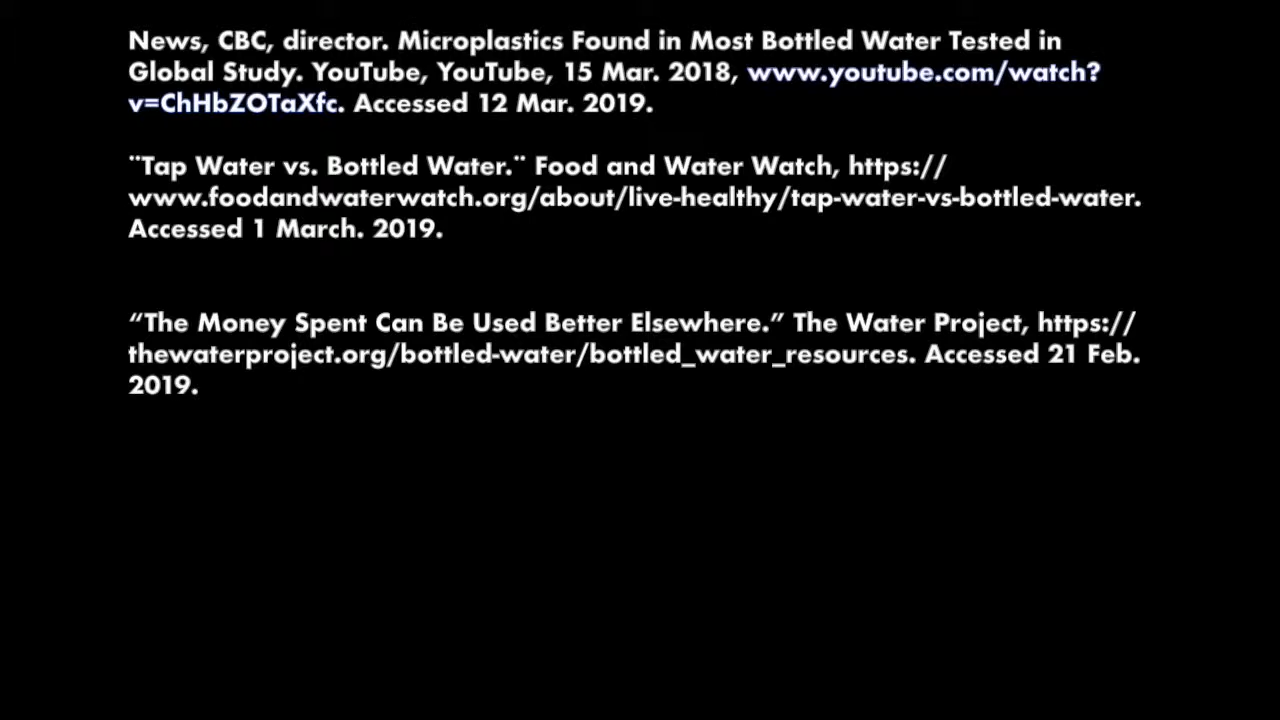 News, CBC, director. Microplastics Found in Most Bottled Water Tested in
Global Study. YouTube, YouTube, 15 Mar. 2018, www.youtube.com/watch?
v=ChHbZOTaXfc. Accessed 12 Mar. 2019.
¨Tap Water vs. Bottled Water.¨ Food and Water Watch, https://
www.foodandwaterwatch.org/about/live-healthy/tap-water-vs-bottled-water.
Accessed 1 March. 2019.
“The Money Spent Can Be Used Better Elsewhere.” The Water Project, https://
thewaterproject.org/bottled-water/bottled_water_resources. Accessed 21 Feb.
2019.